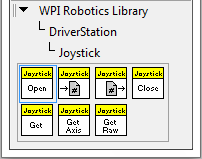 WPI Robotics Library
DriverStation
Joystick
Joystick Joystick Joystick Joystick
Open # # Close
Joystick Joystick Joystick
Get Get Axis Get Raw